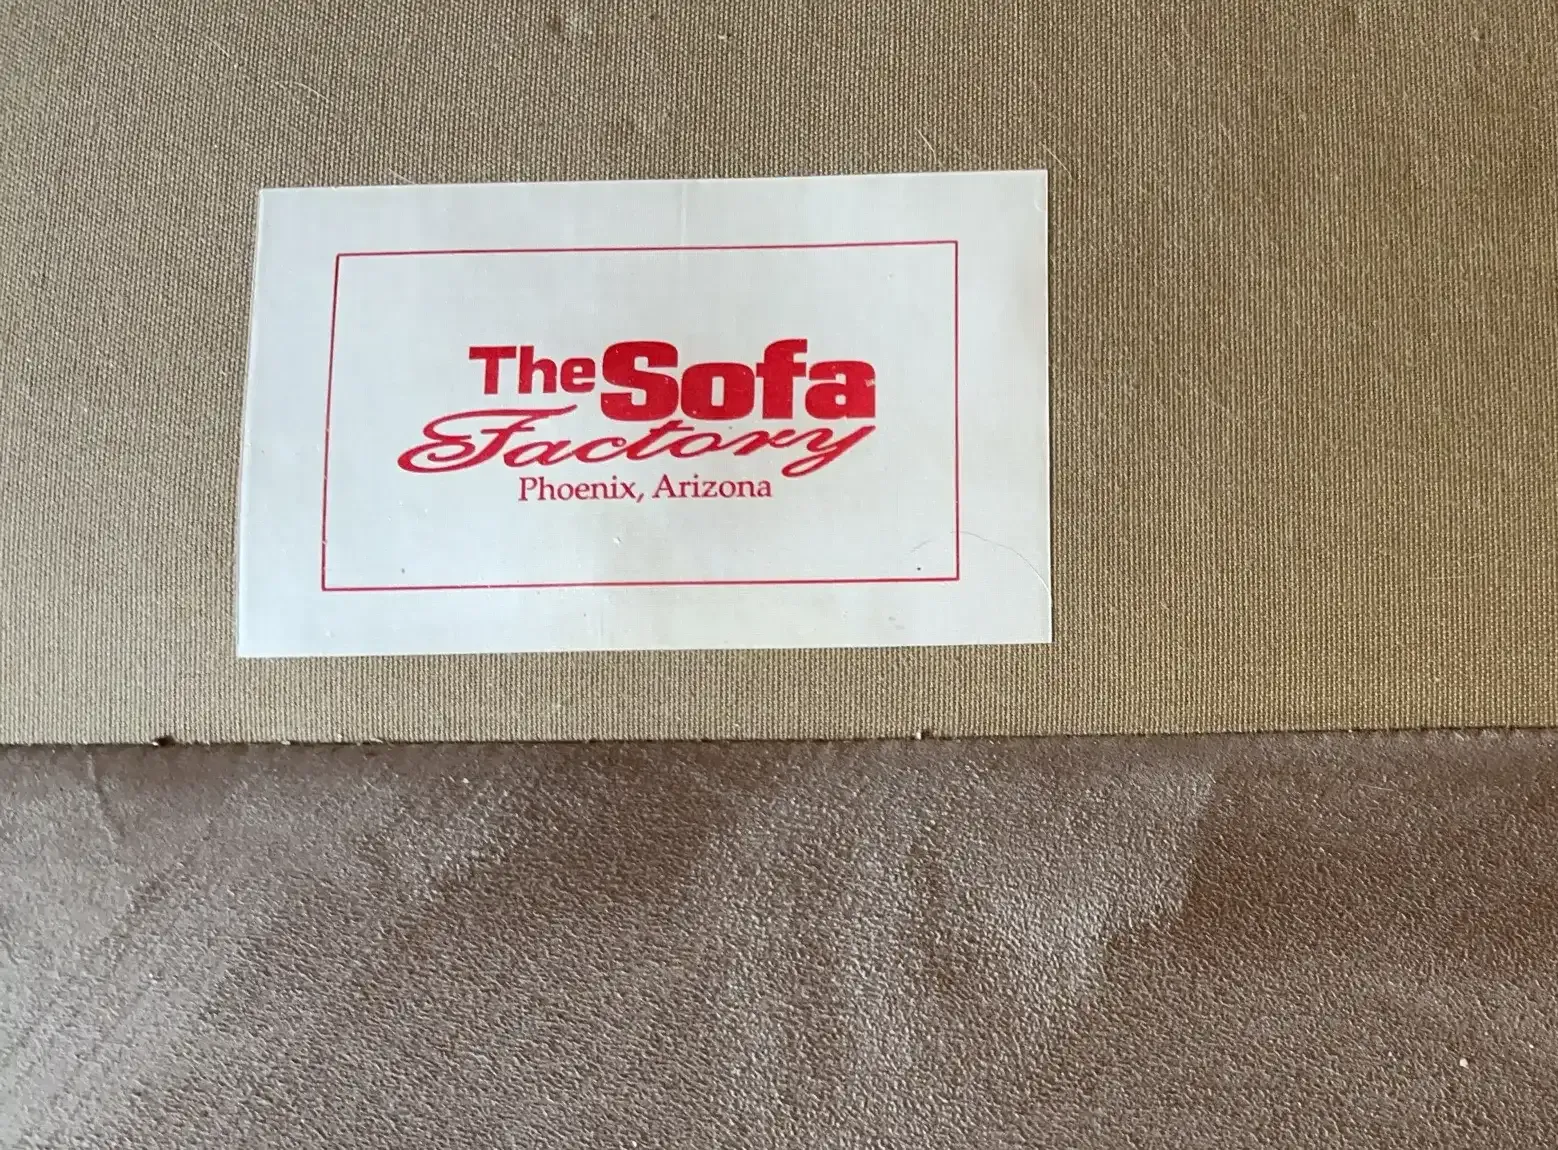 The Sofa
Factory
Phoenix, Arizona